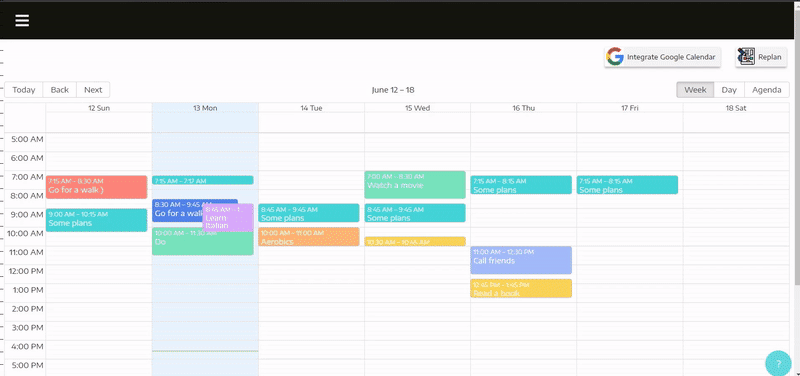 Integrate Google Calendar
Replan
Today
Back
Next
June 12 – 18
Week
Day
Agenda
12 Sun
13 Mon
14 Tue
15 Wed
16 Thu
17 Fri
18 Sat
5:00 AM
6:00 AM
7:00 AM
8:00 AM
9:00 AM
10:00 AM
11:00 AM
12:00 PM
1:00 PM
2:00 PM
3:00 PM
4:00 PM
5:00 PM
7:15 AM – 8:30 AM
Go for a walk )
9:00 AM – 10:15 AM
Some plans
7:15 AM – 7:17 AM
8:30 AM – 9:45
Go for a walk
8:45 AM – 1
Learn
Italian
10:00 AM – 11:30 AM
Do
8:45 AM – 9:45 AM
Some plans
10:00 AM – 11:00 AM
Aerobics
7:00 AM – 8:30 AM
Watch a movie
8:45 AM – 9:45 AM
Some plans
10:30 AM – 10:45 AM
7:15 AM – 8:15 AM
Some plans
11:00 AM – 12:30 PM
Call friends
12:45 PM – 1:45 PM
Read a book
7:15 AM – 8:15 AM
Some plans
?